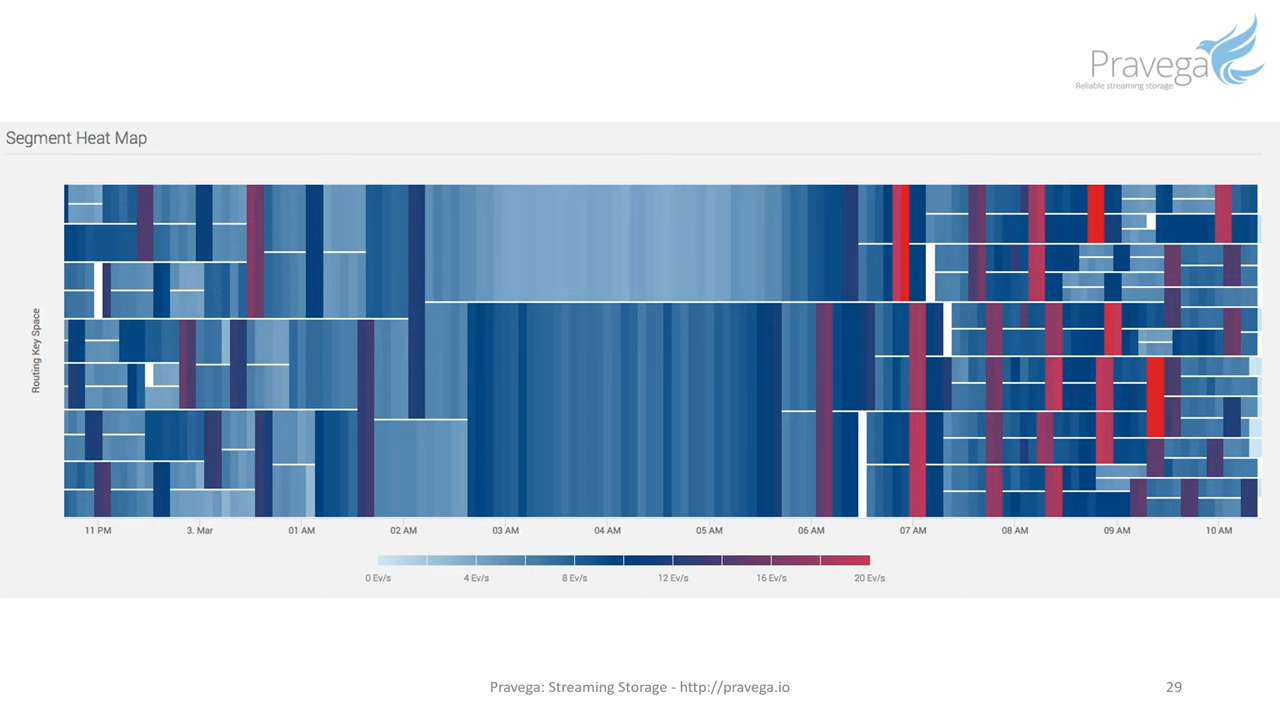 Pravega
Reliable streaming storage
Segment Heat Map
Routing Key Space
11 PM 3. Mar 01 AM 02 AM 03 AM 04 AM 05 AM 06 AM 07 AM 08 AM 09 AM 10 AM
0 Ev/s 4 Ev/s 8 Ev/s 12 Ev/s 16 Ev/s 20 Ev/s
Pravega: Streaming Storage - http://pravega.io
29